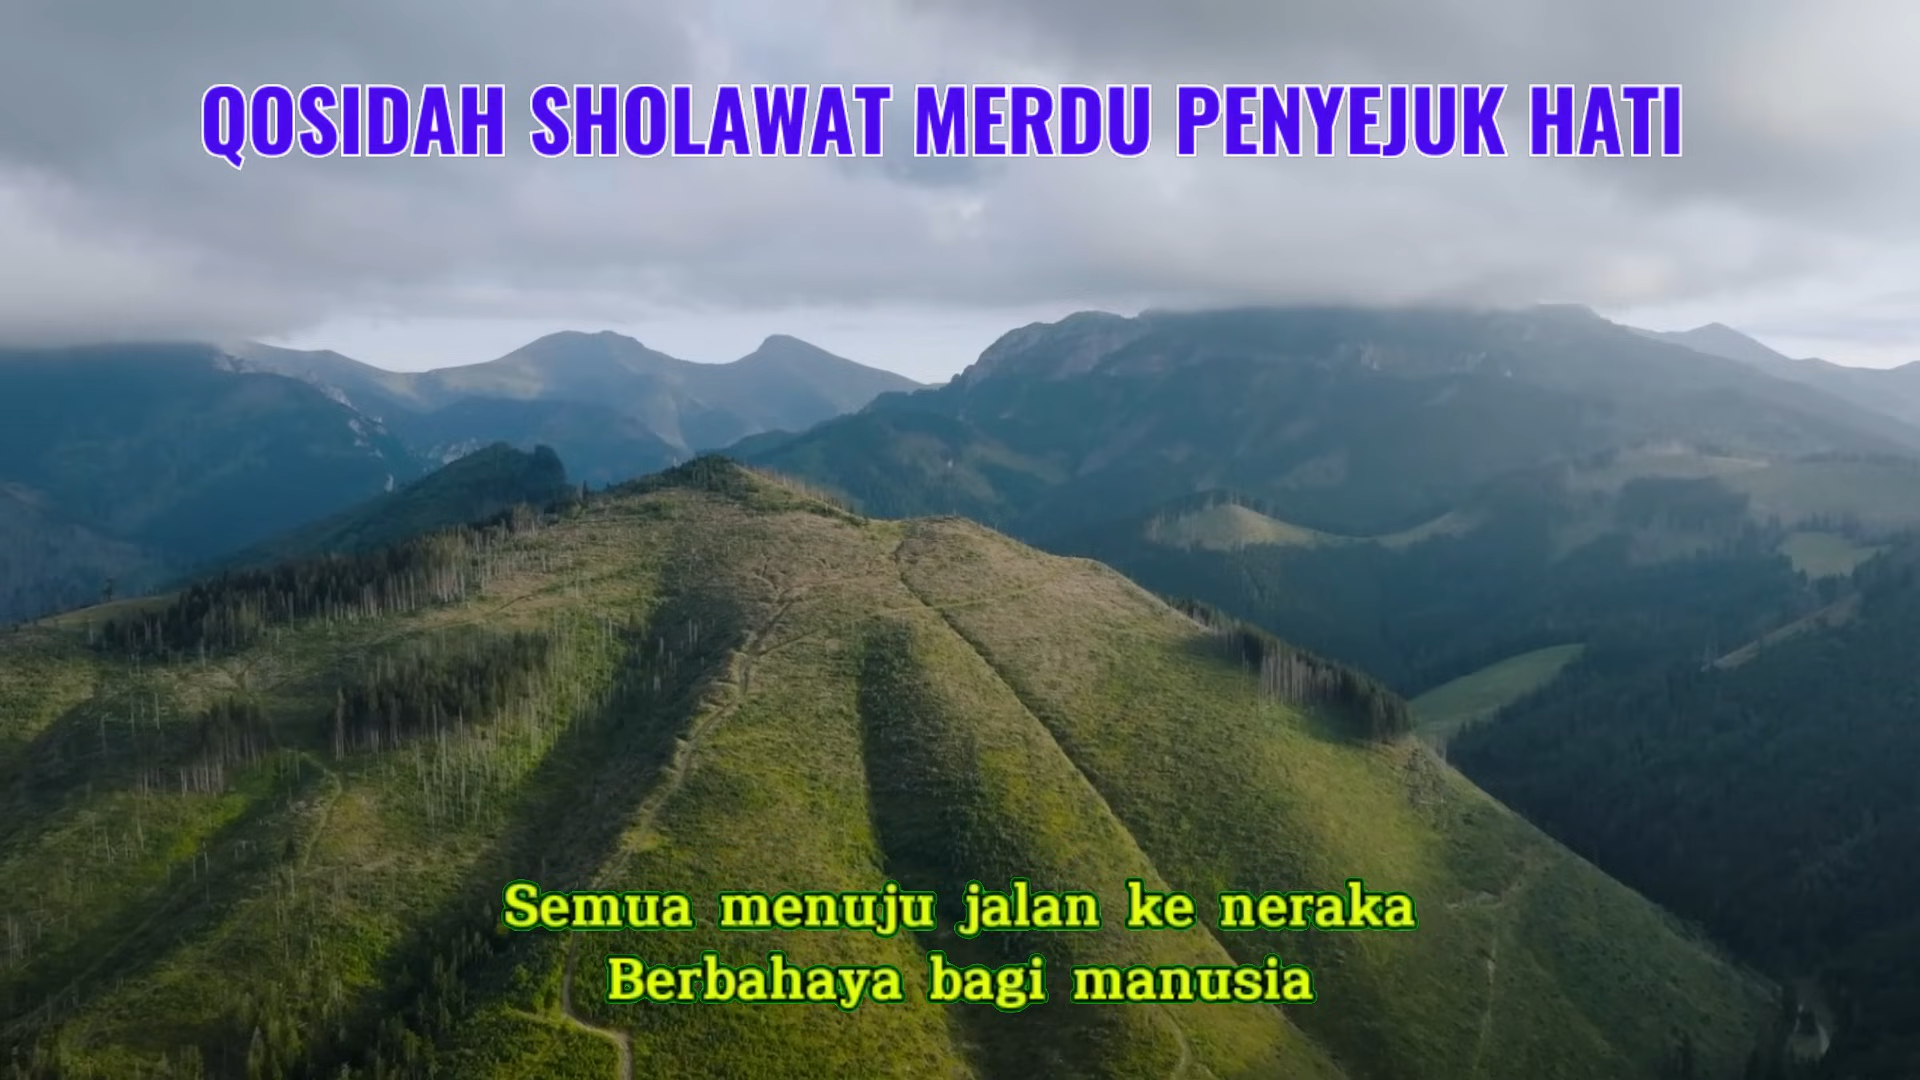 QOSIDAH SHOLAWAT MERDU PENYEJUK HATI
Semua menuju jalan ke neraka
Berbahaya bagi manusia